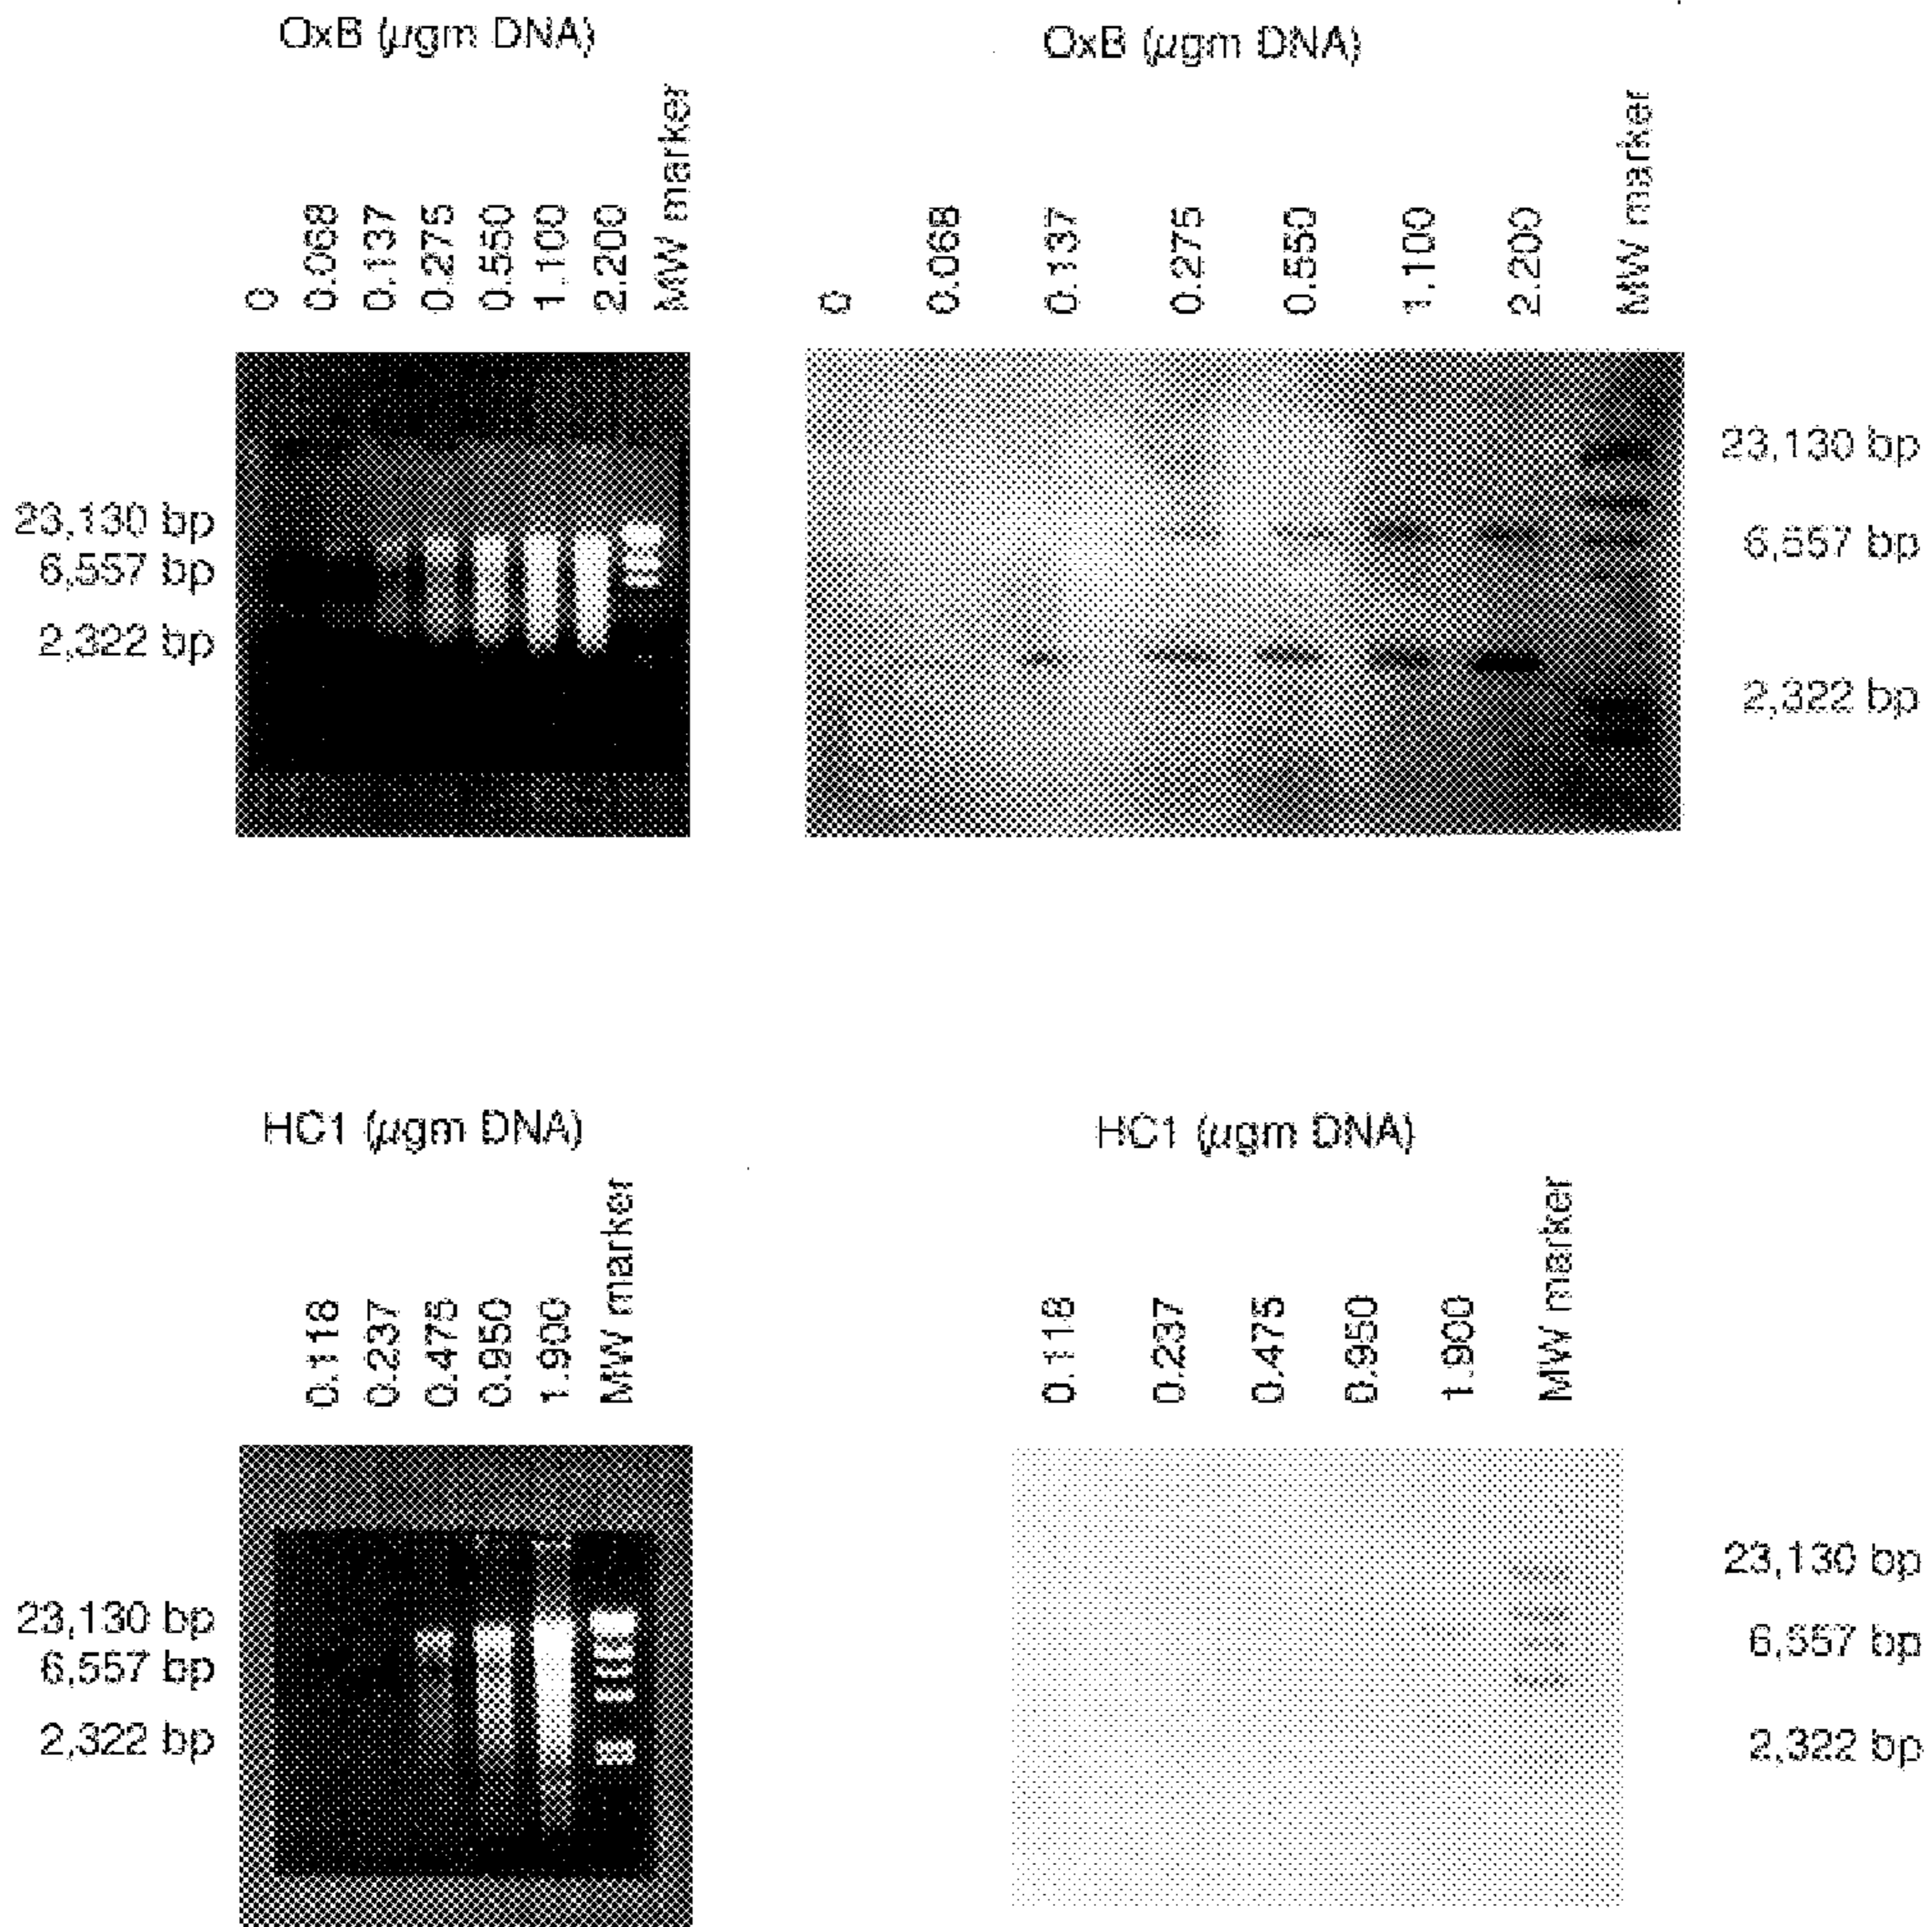 OxB (µgm DNA)
0
0.068
0.137
0.275
0.550
1.100
2.200
MW marker
23,130 bp
6,557 bp
2,322 bp
OxB (µgm DNA)
0
0.068
0.137
0.275
0.550
1.100
2.200
MW marker
23,130 bp
6,557 bp
2,322 bp
HC1 (µgm DNA)
0.118
0.237
0.475
0.950
1.900
MW marker
23,130 bp
6,557 bp
2,322 bp
HC1 (µgm DNA)
0.118
0.237
0.475
0.950
1.900
MW marker
23,130 bp
6,557 bp
2,322 bp